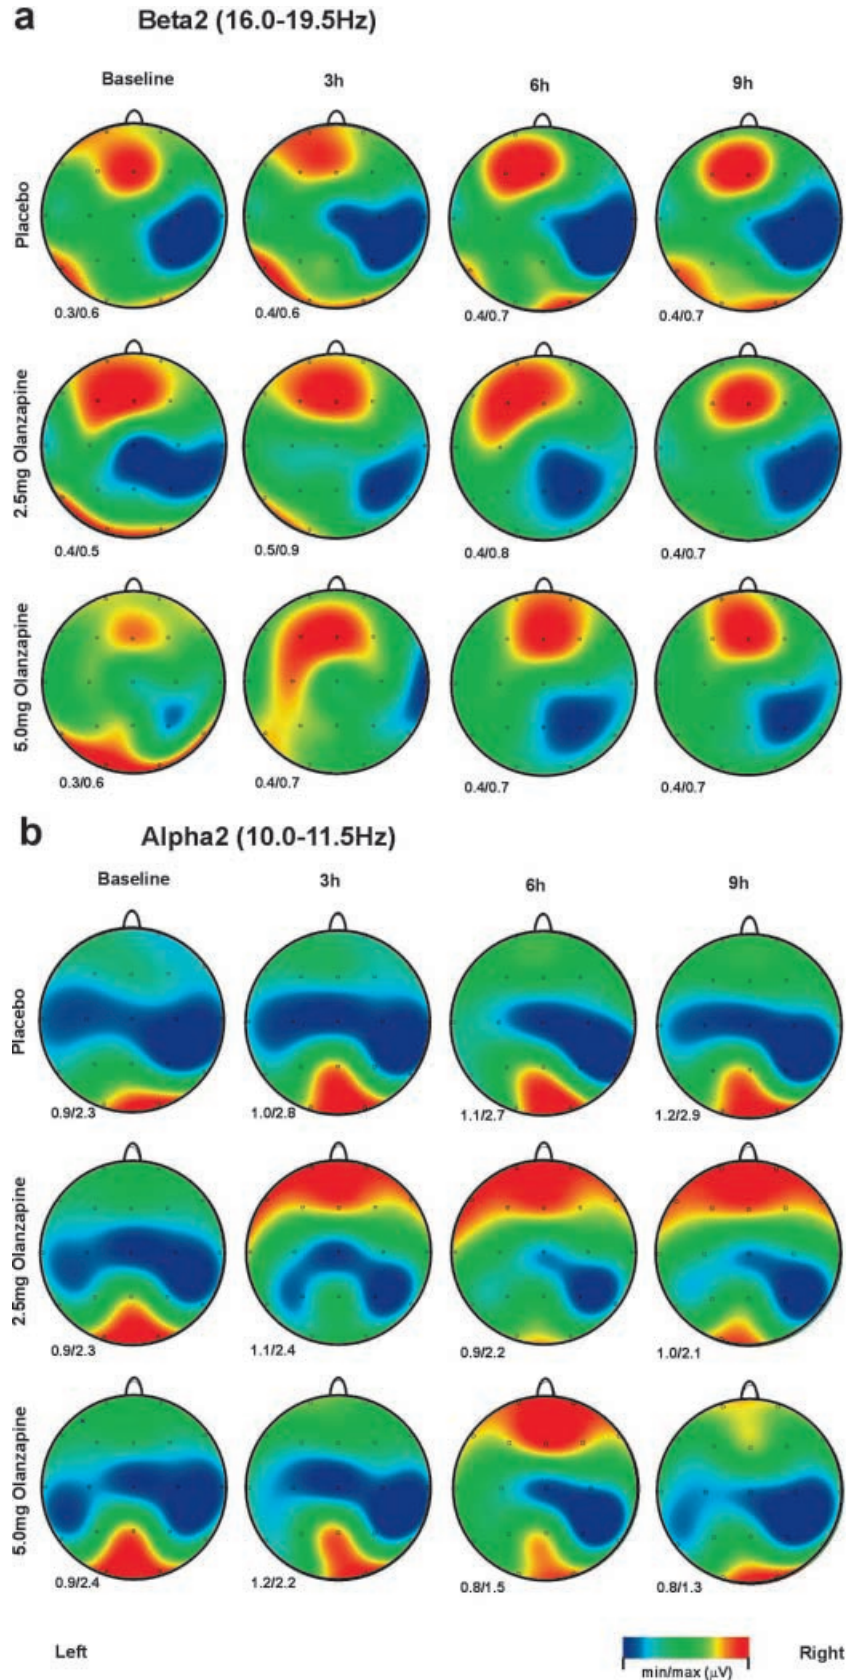 a
Beta2 (16.0-19.5Hz)
Baseline 3h 6h 9h
Placebo
0.3/0.6 0.4/0.6 0.4/0.7 0.4/0.7
2.5mg Olanzapine
0.4/0.5 0.5/0.9 0.4/0.8 0.4/0.7
5.0mg Olanzapine
0.3/0.6 0.4/0.7 0.4/0.7 0.4/0.7
b
Alpha2 (10.0-11.5Hz)
Baseline 3h 6h 9h
Placebo
0.9/2.3 1.0/2.8 1.1/2.7 1.2/2.9
2.5mg Olanzapine
0.9/2.3 1.1/2.4 0.9/2.2 1.0/2.1
5.0mg Olanzapine
0.9/2.4 1.2/2.2 0.8/1.5 0.8/1.3
Left Right
min/max (μV)